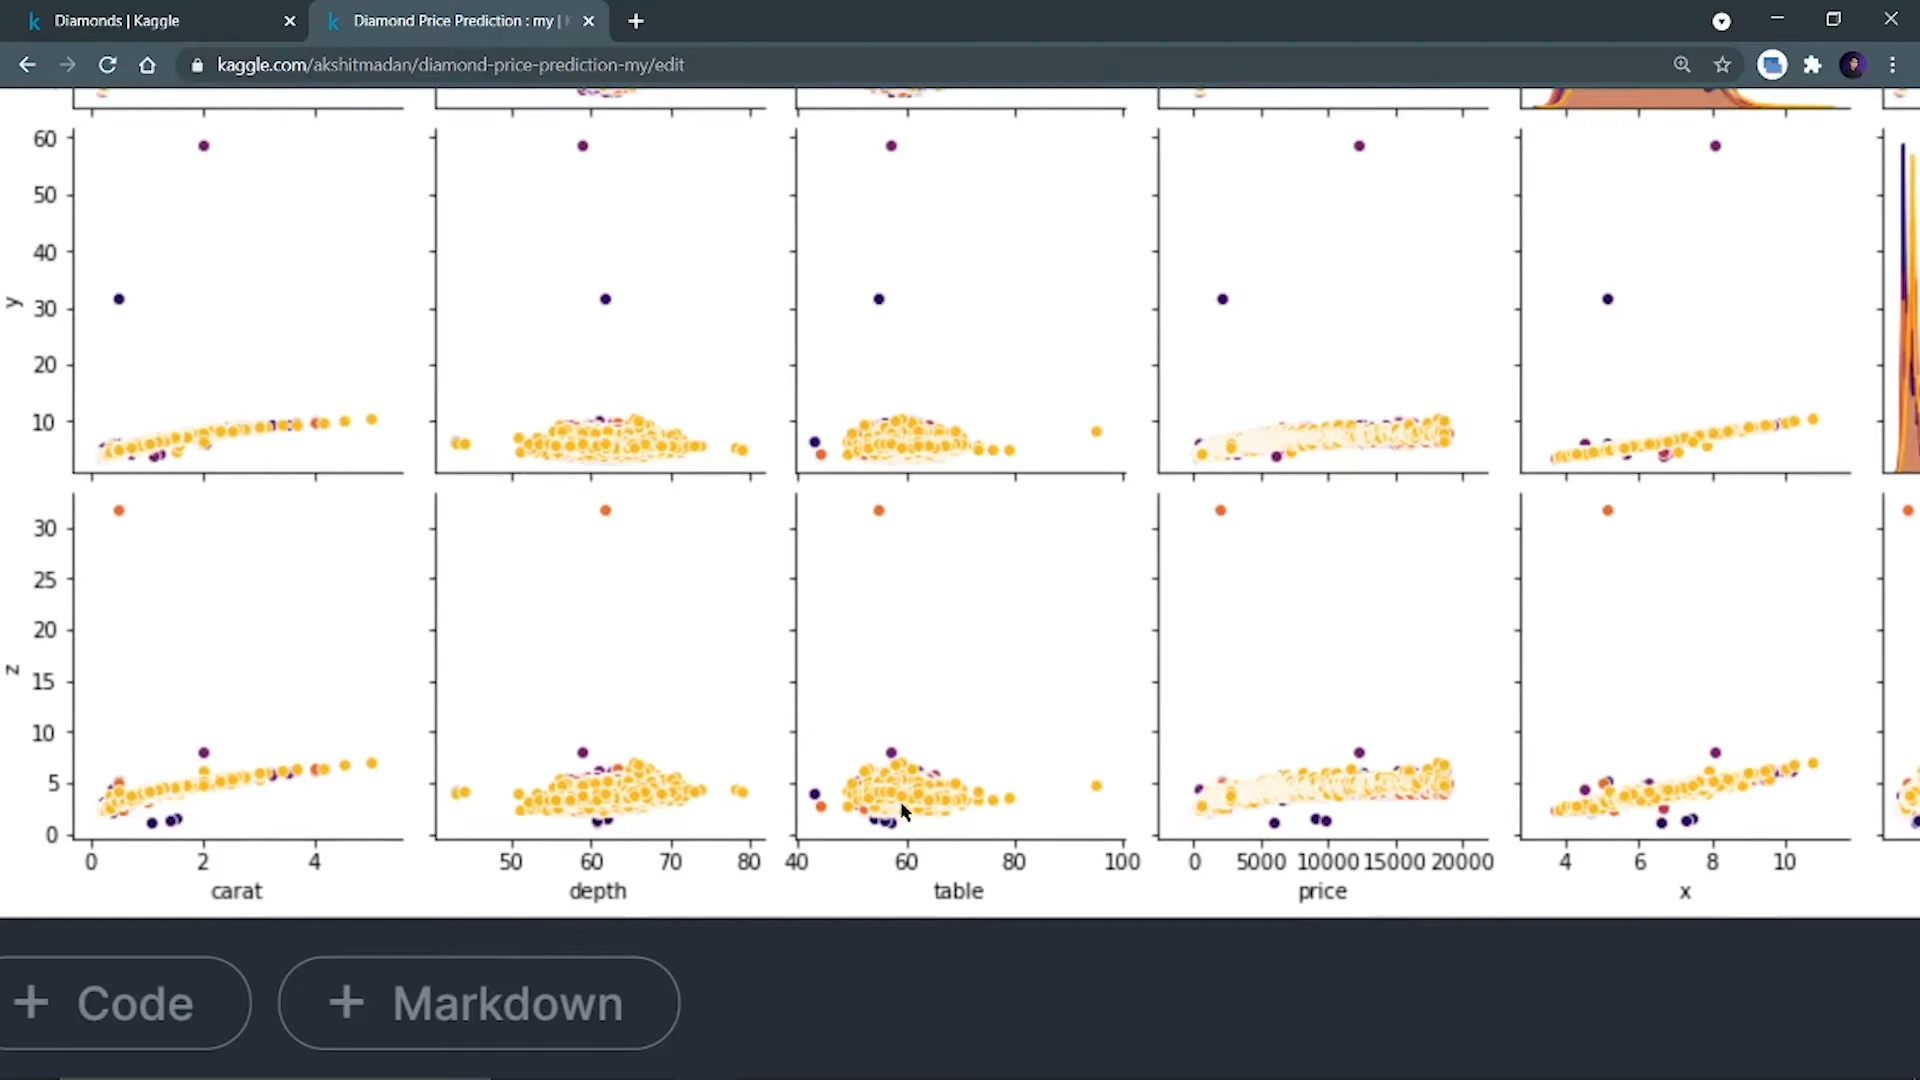 Diamonds | Kaggle
Diamond Price Prediction : my |
kaggle.com/akshitmadan/diamond-price-prediction-my/edit
60
50
40
30
20
10
y
30
25
20
15
10
5
0
z
0 2 4
50 60 70 80
40 60 80 100
0 5000 10000 15000 20000
4 6 8 10
carat
depth
table
price
x
+ Code
+ Markdown